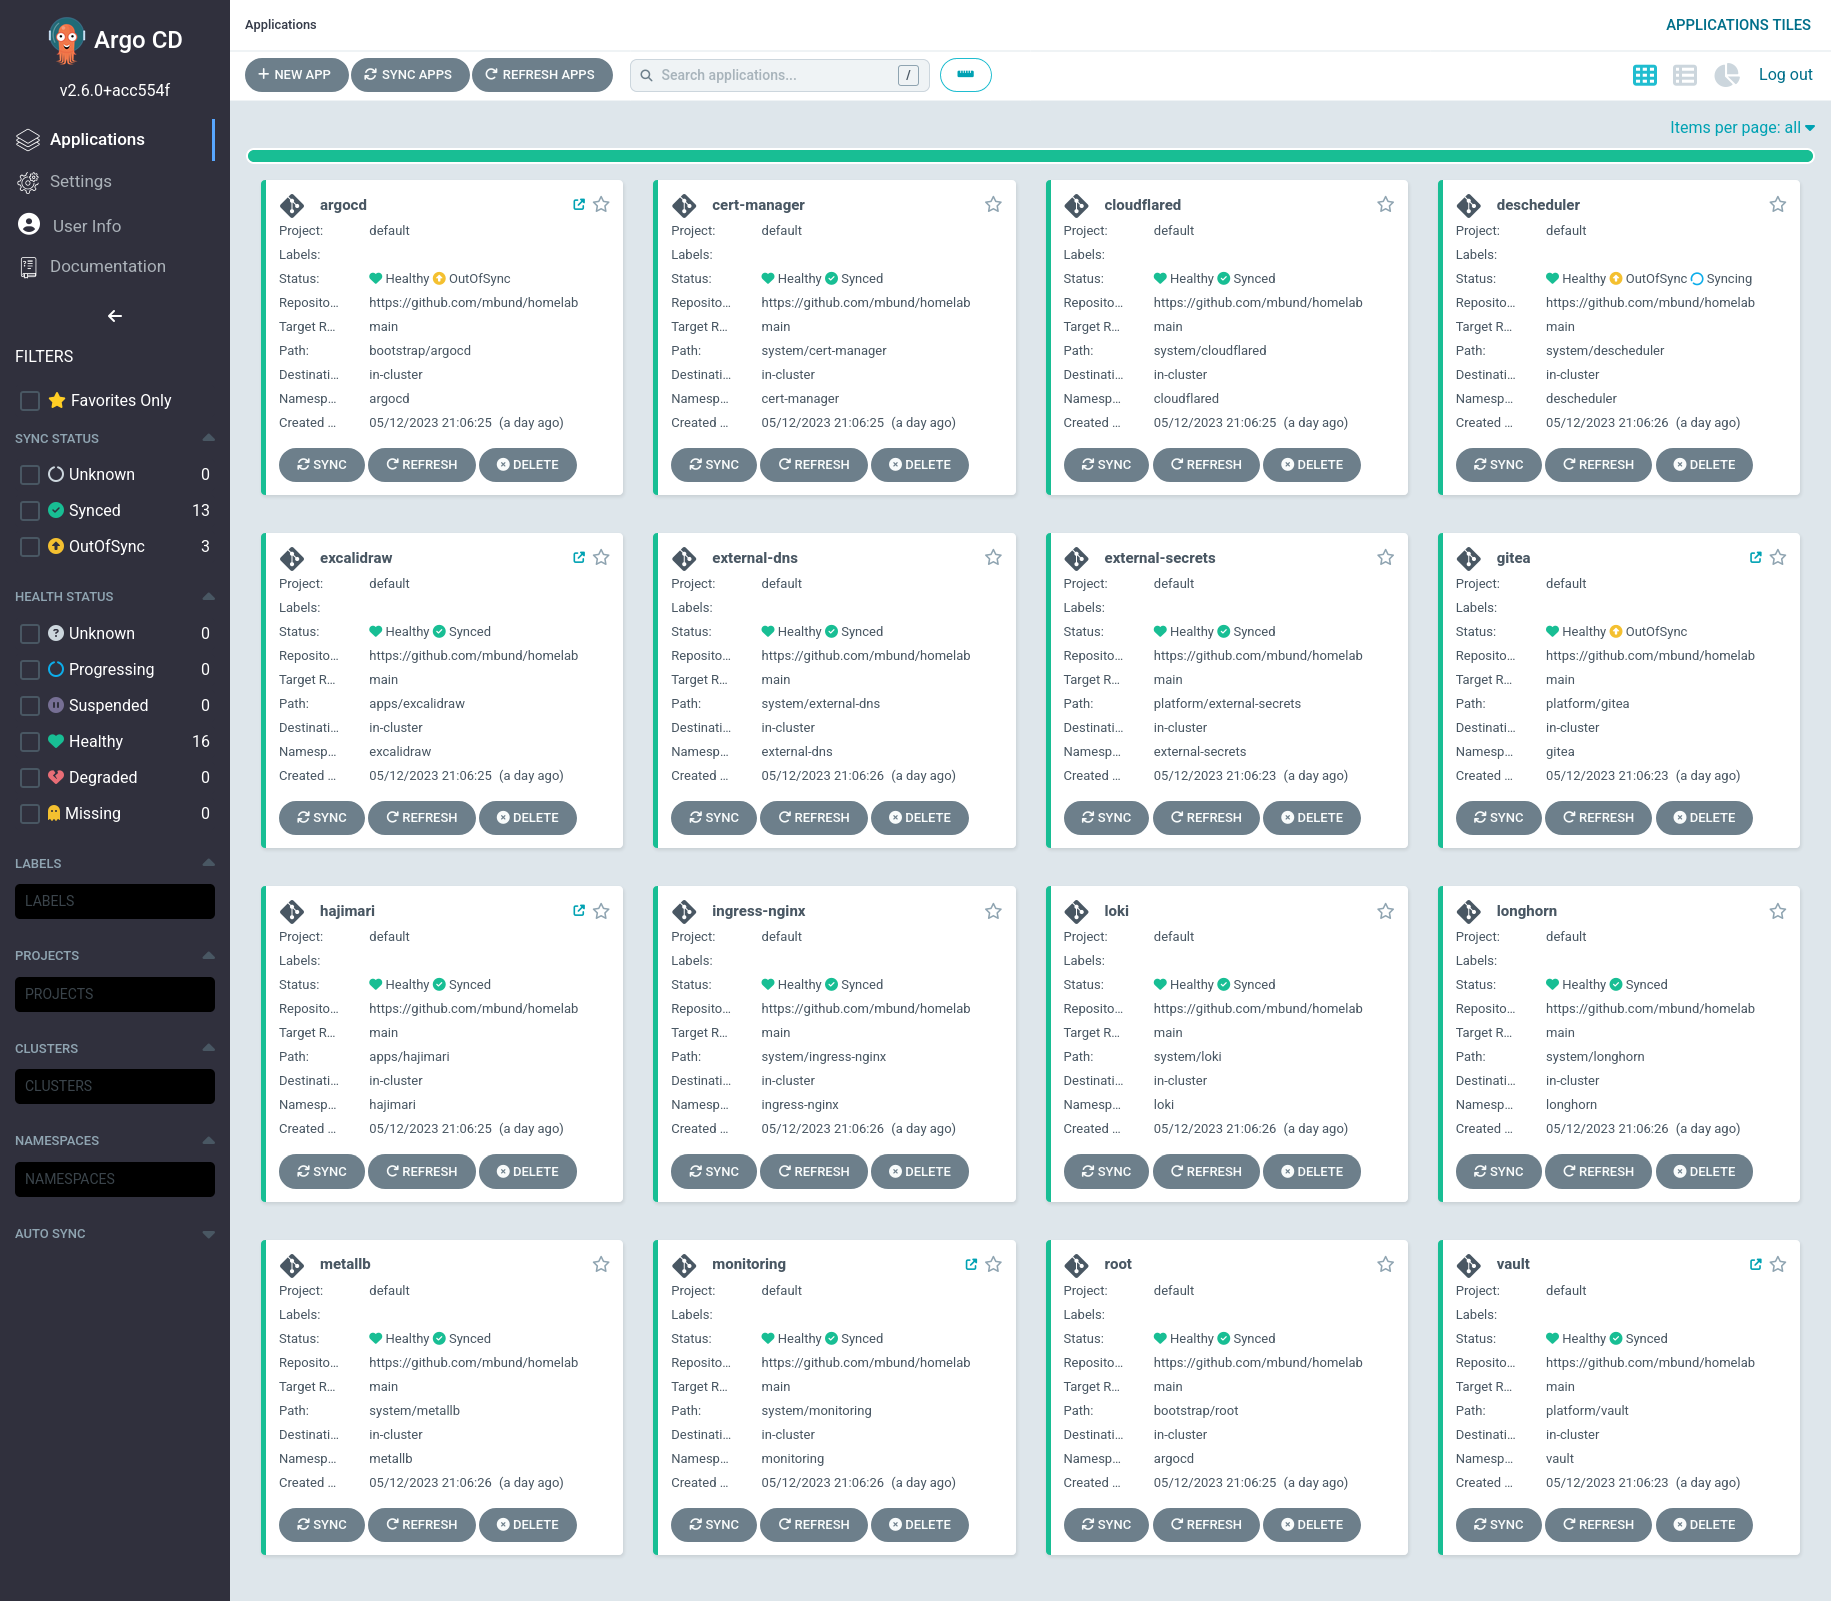 Argo CD
v2.6.0+acc554f
Applications
Settings
User Info
Documentation
FILTERS
Favorites Only
SYNC STATUS
Unknown 0
Synced 13
OutOfSync 3
HEALTH STATUS
Unknown 0
Progressing 0
Suspended 0
Healthy 16
Degraded 0
Missing 0
LABELS
LABELS
PROJECTS
PROJECTS
CLUSTERS
CLUSTERS
NAMESPACES
NAMESPACES
AUTO SYNC
Applications
APPLICATIONS TILES
NEW APP SYNC APPS REFRESH APPS Search applications... / Log out
Items per page: all
argocd
Project: default
Labels:
Status: Healthy OutOfSync
Reposito... https://github.com/mbund/homelab
Target R... main
Path: bootstrap/argocd
Destinati... in-cluster
Namesp... argocd
Created ... 05/12/2023 21:06:25 (a day ago)
SYNC REFRESH DELETE
cert-manager
Project: default
Labels:
Status: Healthy Synced
Reposito... https://github.com/mbund/homelab
Target R... main
Path: system/cert-manager
Destinati... in-cluster
Namesp... cert-manager
Created ... 05/12/2023 21:06:25 (a day ago)
SYNC REFRESH DELETE
cloudflared
Project: default
Labels:
Status: Healthy Synced
Reposito... https://github.com/mbund/homelab
Target R... main
Path: system/cloudflared
Destinati... in-cluster
Namesp... cloudflared
Created ... 05/12/2023 21:06:25 (a day ago)
SYNC REFRESH DELETE
descheduler
Project: default
Labels:
Status: Healthy OutOfSync Syncing
Reposito... https://github.com/mbund/homelab
Target R... main
Path: system/descheduler
Destinati... in-cluster
Namesp... descheduler
Created ... 05/12/2023 21:06:26 (a day ago)
SYNC REFRESH DELETE
excalidraw
Project: default
Labels:
Status: Healthy Synced
Reposito... https://github.com/mbund/homelab
Target R... main
Path: apps/excalidraw
Destinati... in-cluster
Namesp... excalidraw
Created ... 05/12/2023 21:06:25 (a day ago)
SYNC REFRESH DELETE
external-dns
Project: default
Labels:
Status: Healthy Synced
Reposito... https://github.com/mbund/homelab
Target R... main
Path: system/external-dns
Destinati... in-cluster
Namesp... external-dns
Created ... 05/12/2023 21:06:26 (a day ago)
SYNC REFRESH DELETE
external-secrets
Project: default
Labels:
Status: Healthy Synced
Reposito... https://github.com/mbund/homelab
Target R... main
Path: platform/external-secrets
Destinati... in-cluster
Namesp... external-secrets
Created ... 05/12/2023 21:06:23 (a day ago)
SYNC REFRESH DELETE
gitea
Project: default
Labels:
Status: Healthy OutOfSync
Reposito... https://github.com/mbund/homelab
Target R... main
Path: platform/gitea
Destinati... in-cluster
Namesp... gitea
Created ... 05/12/2023 21:06:23 (a day ago)
SYNC REFRESH DELETE
hajimari
Project: default
Labels:
Status: Healthy Synced
Reposito... https://github.com/mbund/homelab
Target R... main
Path: apps/hajimari
Destinati... in-cluster
Namesp... hajimari
Created ... 05/12/2023 21:06:25 (a day ago)
SYNC REFRESH DELETE
ingress-nginx
Project: default
Labels:
Status: Healthy Synced
Reposito... https://github.com/mbund/homelab
Target R... main
Path: system/ingress-nginx
Destinati... in-cluster
Namesp... ingress-nginx
Created ... 05/12/2023 21:06:26 (a day ago)
SYNC REFRESH DELETE
loki
Project: default
Labels:
Status: Healthy Synced
Reposito... https://github.com/mbund/homelab
Target R... main
Path: system/loki
Destinati... in-cluster
Namesp... loki
Created ... 05/12/2023 21:06:26 (a day ago)
SYNC REFRESH DELETE
longhorn
Project: default
Labels:
Status: Healthy Synced
Reposito... https://github.com/mbund/homelab
Target R... main
Path: system/longhorn
Destinati... in-cluster
Namesp... longhorn
Created ... 05/12/2023 21:06:26 (a day ago)
SYNC REFRESH DELETE
metallb
Project: default
Labels:
Status: Healthy Synced
Reposito... https://github.com/mbund/homelab
Target R... main
Path: system/metallb
Destinati... in-cluster
Namesp... metallb
Created ... 05/12/2023 21:06:26 (a day ago)
SYNC REFRESH DELETE
monitoring
Project: default
Labels:
Status: Healthy Synced
Reposito... https://github.com/mbund/homelab
Target R... main
Path: system/monitoring
Destinati... in-cluster
Namesp... monitoring
Created ... 05/12/2023 21:06:26 (a day ago)
SYNC REFRESH DELETE
root
Project: default
Labels:
Status: Healthy Synced
Reposito... https://github.com/mbund/homelab
Target R... main
Path: bootstrap/root
Destinati... in-cluster
Namesp... argocd
Created ... 05/12/2023 21:06:25 (a day ago)
SYNC REFRESH DELETE
vault
Project: default
Labels:
Status: Healthy Synced
Reposito... https://github.com/mbund/homelab
Target R... main
Path: platform/vault
Destinati... in-cluster
Namesp... vault
Created ... 05/12/2023 21:06:23 (a day ago)
SYNC REFRESH DELETE